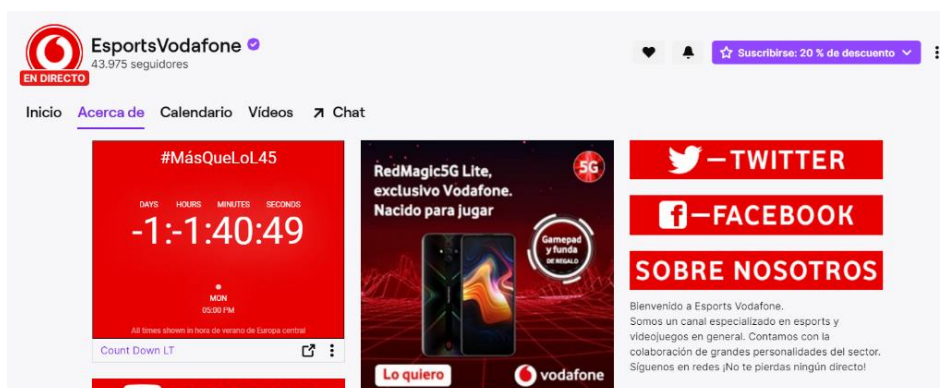 EsportsVodafone
43.975 seguidores
EN DIRECTO
Suscribirse: 20 % de descuento
Inicio Acerca de Calendario Vídeos Chat
#MásQueLoL45
DAYS HOURS MINUTES SECONDS
-1:-1:40:49
MON
05:00 PM
All times shown in hora de verano de Europa central
Count Down LT
RedMagic5G Lite,
exclusivo Vodafone.
Nacido para jugar
5G
Gamepad
y funda
DE REGALO
Lo quiero
vodafone
–TWITTER
f–FACEBOOK
SOBRE NOSOTROS
Bienvenido a Esports Vodafone.
Somos un canal especializado en esports y
videojuegos en general. Contamos con la
colaboración de grandes personalidades del sector.
Síguenos en redes ¡No te pierdas ningún directo!